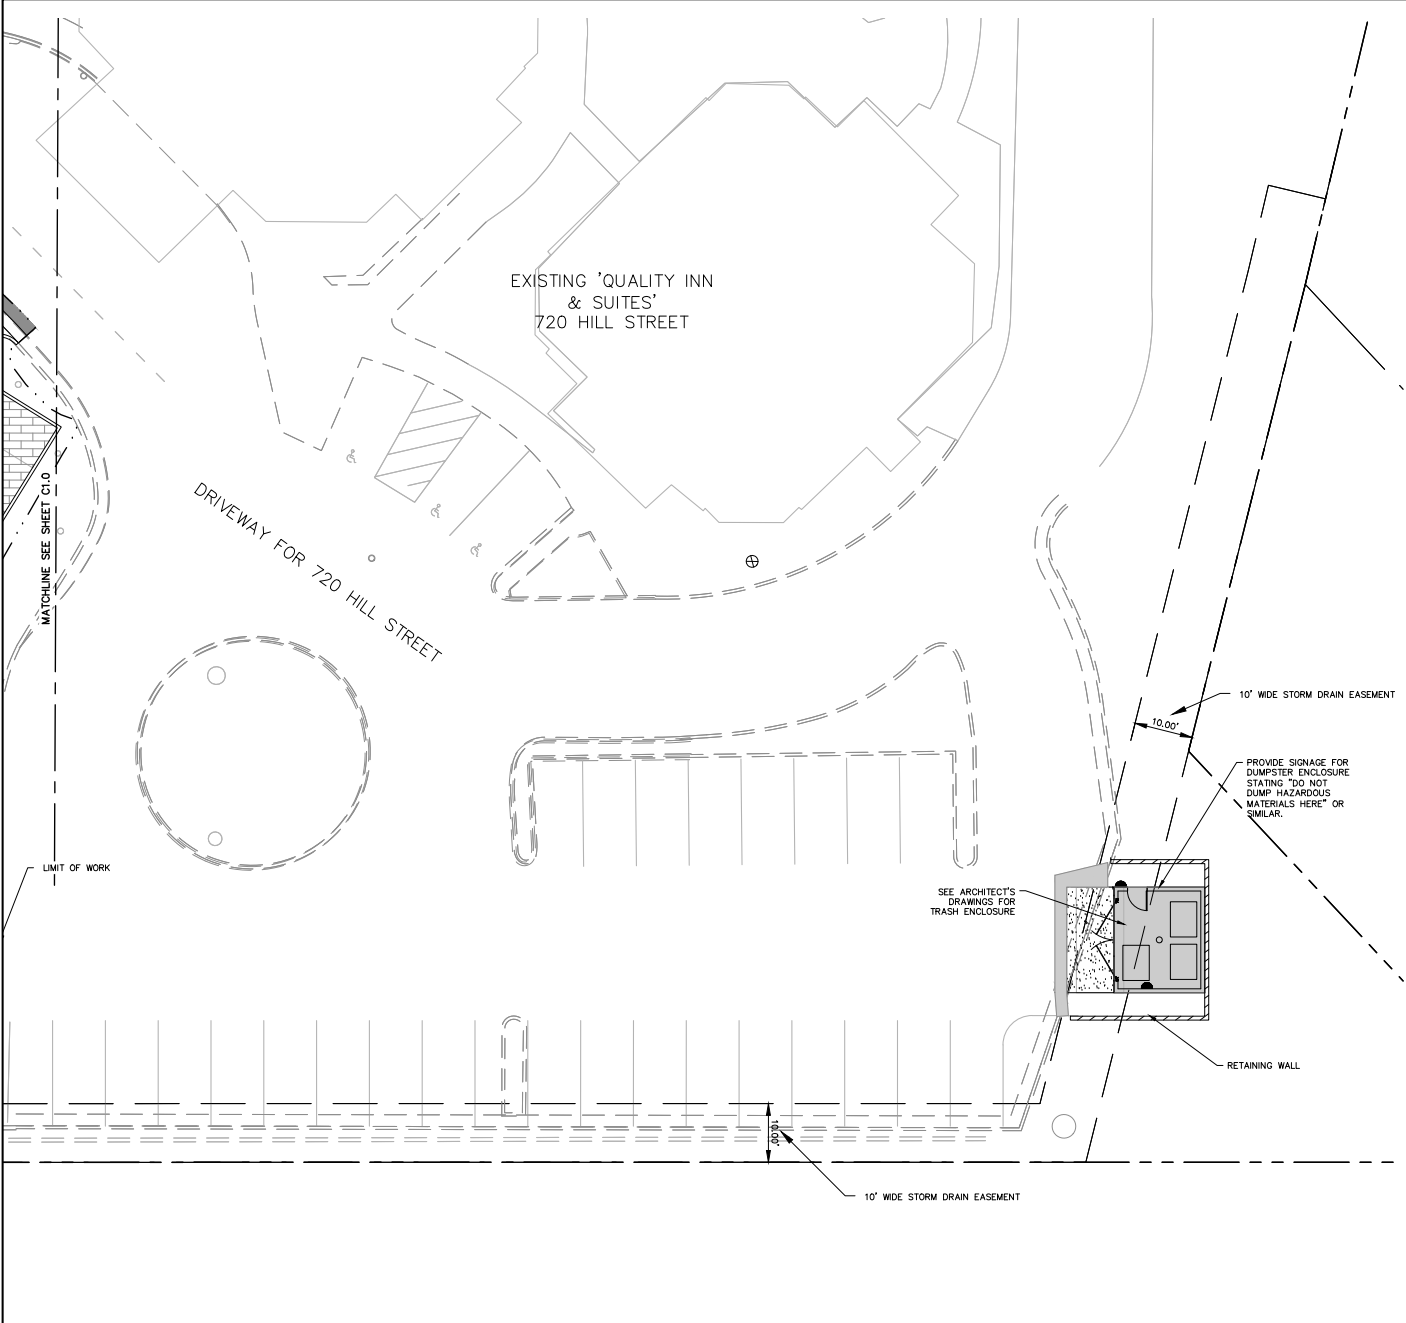 EXISTING 'QUALITY INN
& SUITES'
720 HILL STREET
MATCHLINE SEE SHEET C1.0
DRIVEWAY FOR 720 HILL STREET
10' WIDE STORM DRAIN EASEMENT
10.00'
PROVIDE SIGNAGE FOR
DUMPSTER ENCLOSURE
STATING "DO NOT
DUMP HAZARDOUS
MATERIALS HERE" OR
SIMILAR.
LIMIT OF WORK
SEE ARCHITECT'S
DRAWINGS FOR
TRASH ENCLOSURE
RETAINING WALL
10.00'
10' WIDE STORM DRAIN EASEMENT